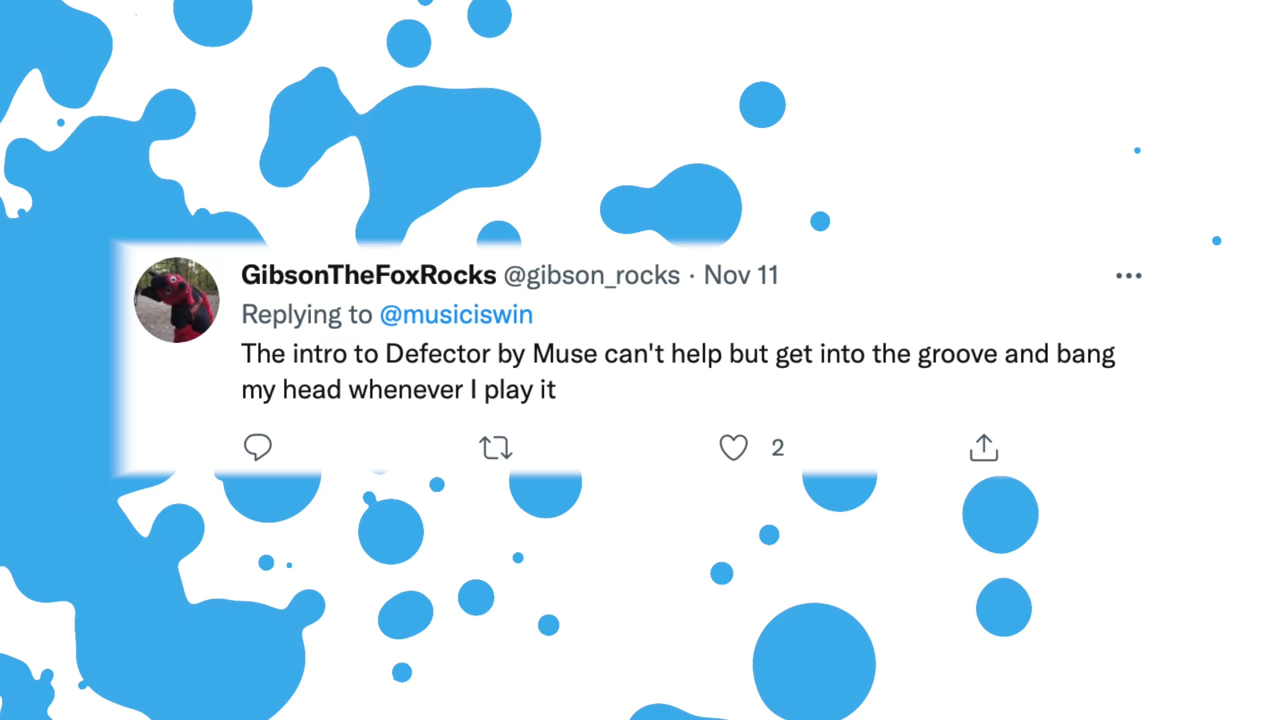 GibsonTheFoxRocks @gibson_rocks · Nov 11
Replying to @musiciswin
The intro to Defector by Muse can't help but get into the groove and bang
my head whenever I play it
2